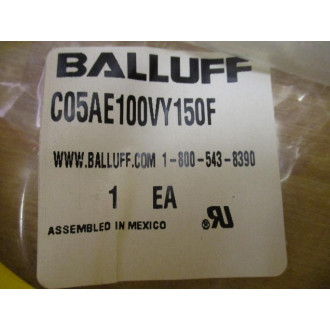 BALLUFF
C05AE100VY150F
WWW.BALLUFF.COM 1-800-543-8390
1 EA
ASSEMBLED IN MEXICO